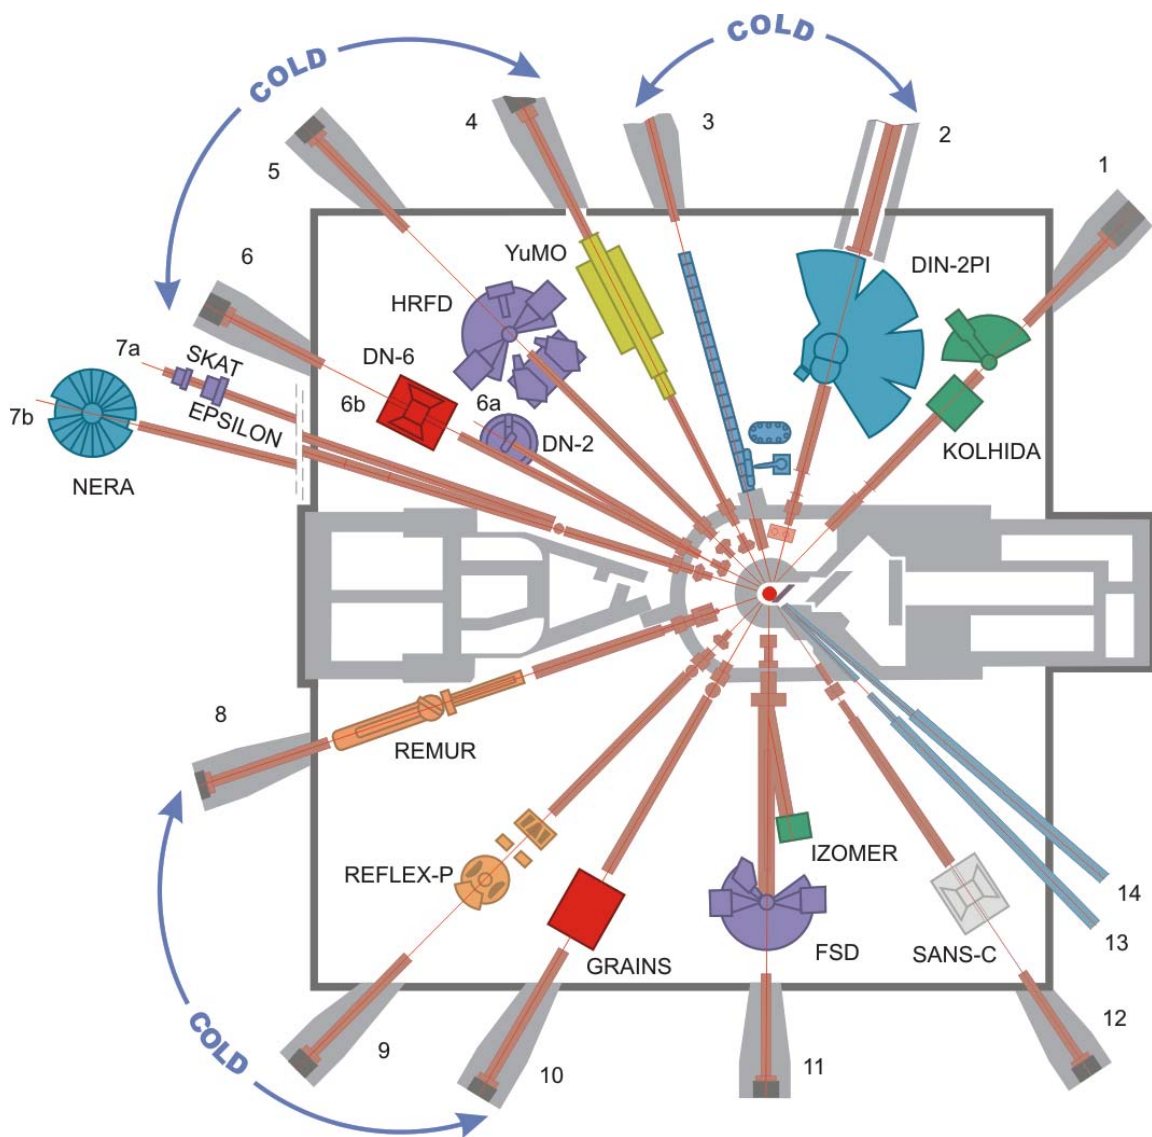 COLD
COLD
4
3
2
1
5
YuMO
DIN-2PI
6
HRFD
7a
SKAT
DN-6
6b
6a
7b
EPSILON
DN-2
KOLHIDA
NERA
8
REMUR
IZOMER
REFLEX-P
14
13
GRAINS
FSD
SANS-C
COLD
9
10
11
12